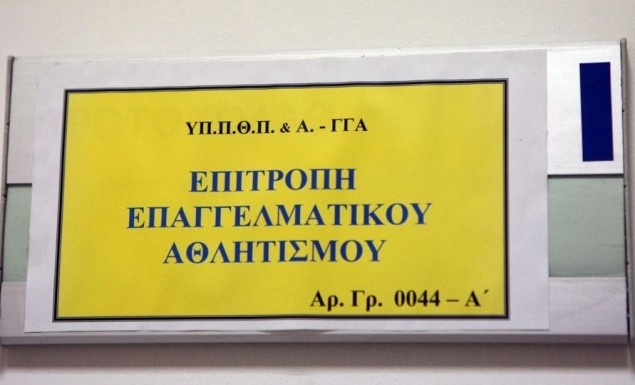 ΥΠ.Π.Θ.Π. & Α. - ΓΓΑ
ΕΠΙΤΡΟΠΗ
ΕΠΑΓΓΕΛΜΑΤΙΚΟΥ
ΑΘΛΗΤΙΣΜΟΥ
Αρ. Γρ. 0044 – Α΄